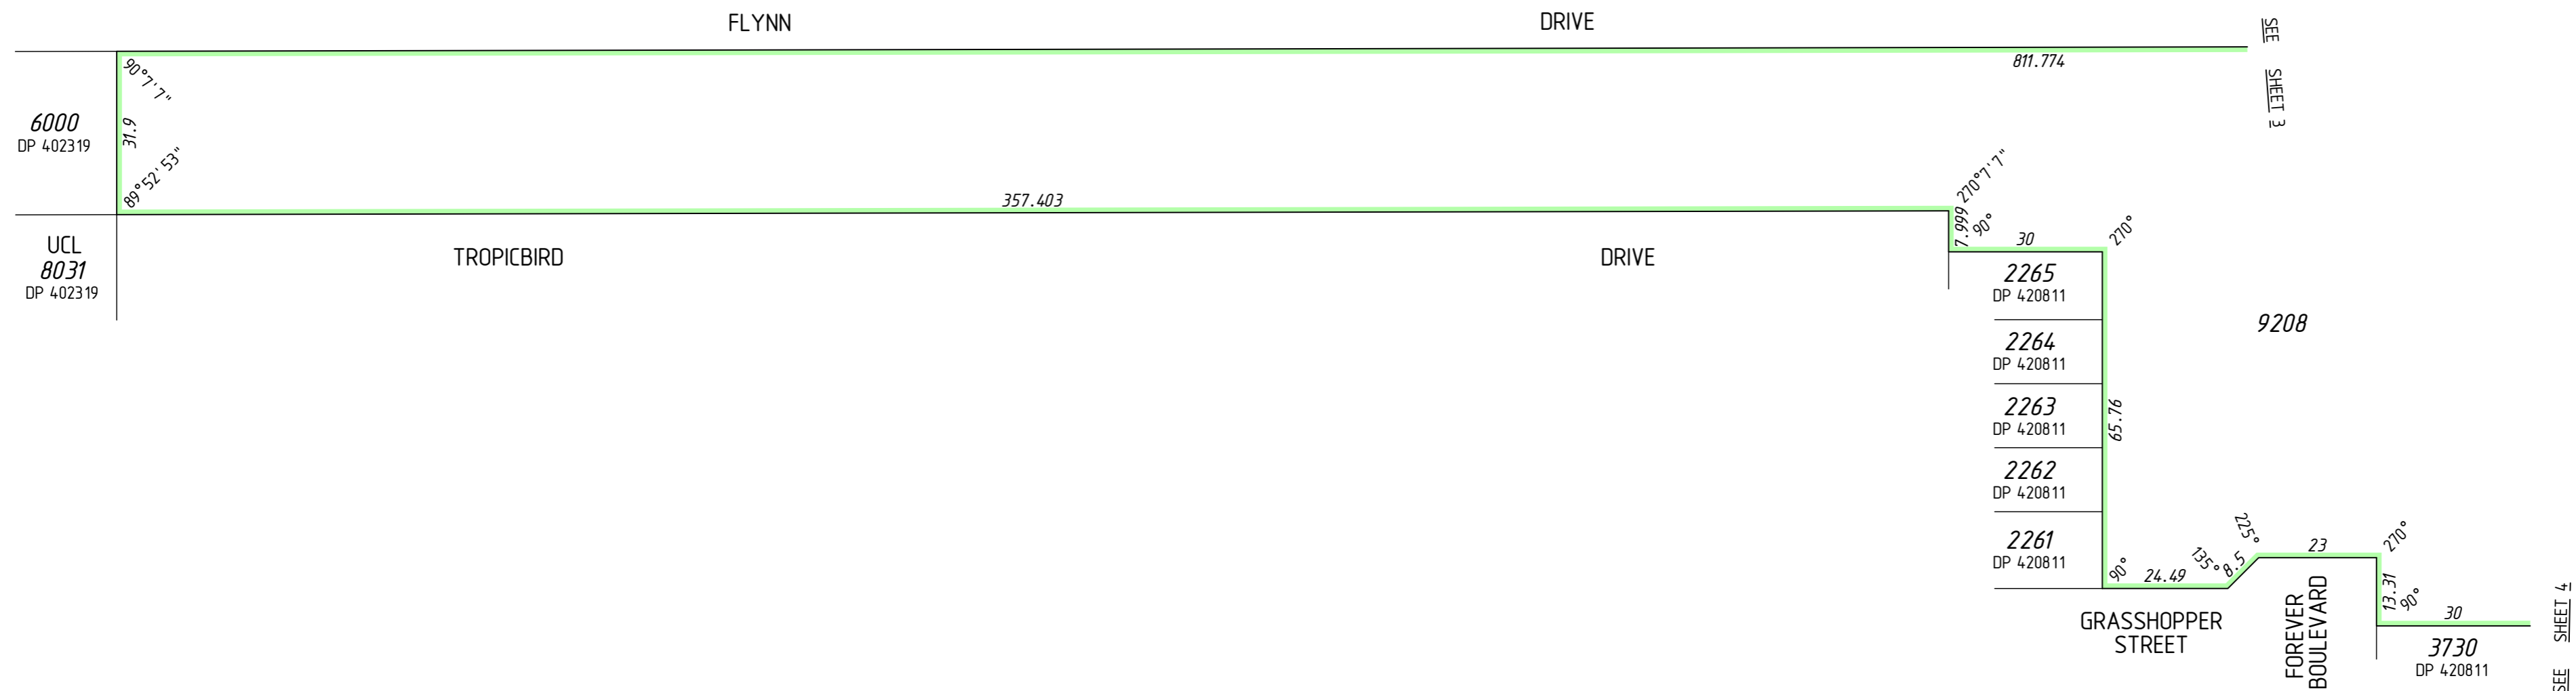 FLYNN DRIVE
SEE SHEET 3
811.774
90°7'7"
6000
DP 402319
31.9
89°52'53"
357.403
270°7'7"
7.999
90°
30
270°
UCL
8031
DP 402319
TROPICBIRD DRIVE
2265
DP 420811
9208
2264
DP 420811
2263
DP 420811
65.76
2262
DP 420811
2261
DP 420811
90°
24.49
135°
8.5
225°
23
270°
13.31
90°
30
GRASSHOPPER
STREET
FOREVER
BOULEVARD
3730
DP 420811
SEE SHEET 4